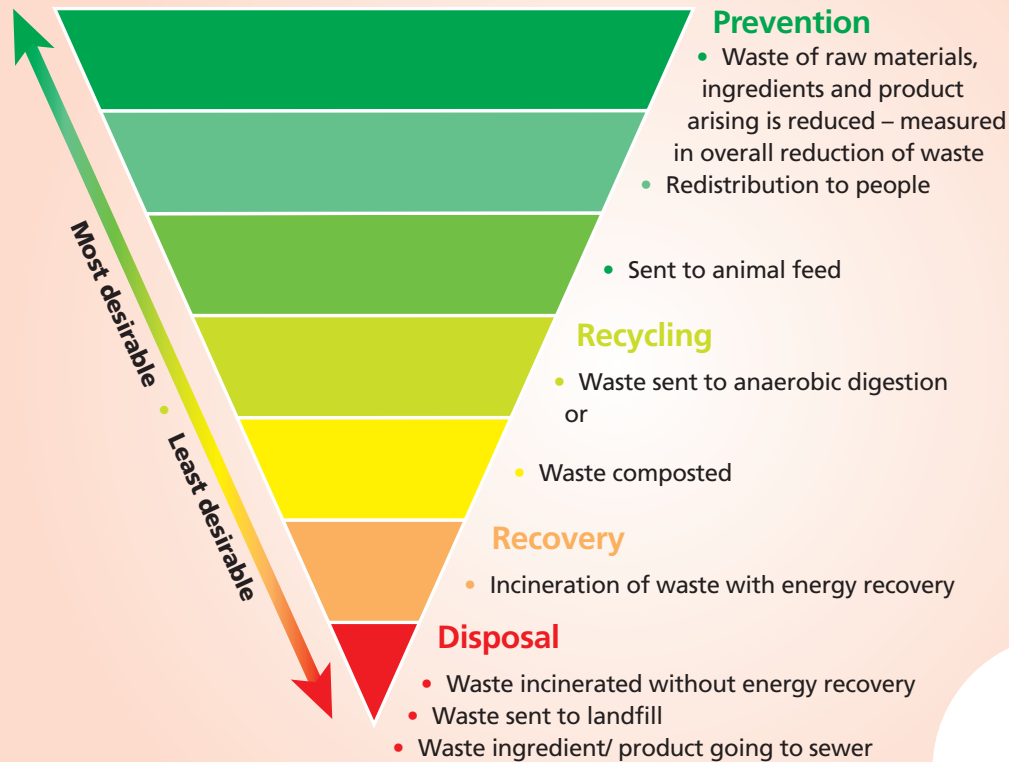 Prevention
• Waste of raw materials,
ingredients and product
arising is reduced – measured
in overall reduction of waste
• Redistribution to people
• Sent to animal feed
Recycling
• Waste sent to anaerobic digestion
or
• Waste composted
Recovery
• Incineration of waste with energy recovery
Disposal
• Waste incinerated without energy recovery
• Waste sent to landfill
• Waste ingredient/ product going to sewer
Most desirable • Least desirable